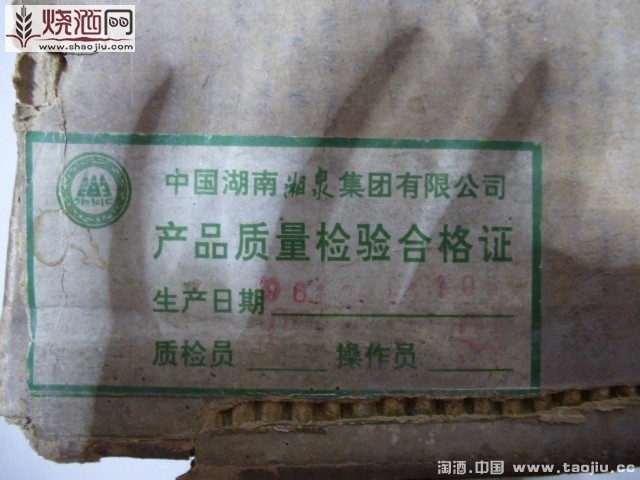 烧酒网
www.shaojiu.com
中国湖南湘泉集团有限公司
产品质量检验合格证
生产日期
质检员 操作员
淘酒.中国 www.taojiu.cc